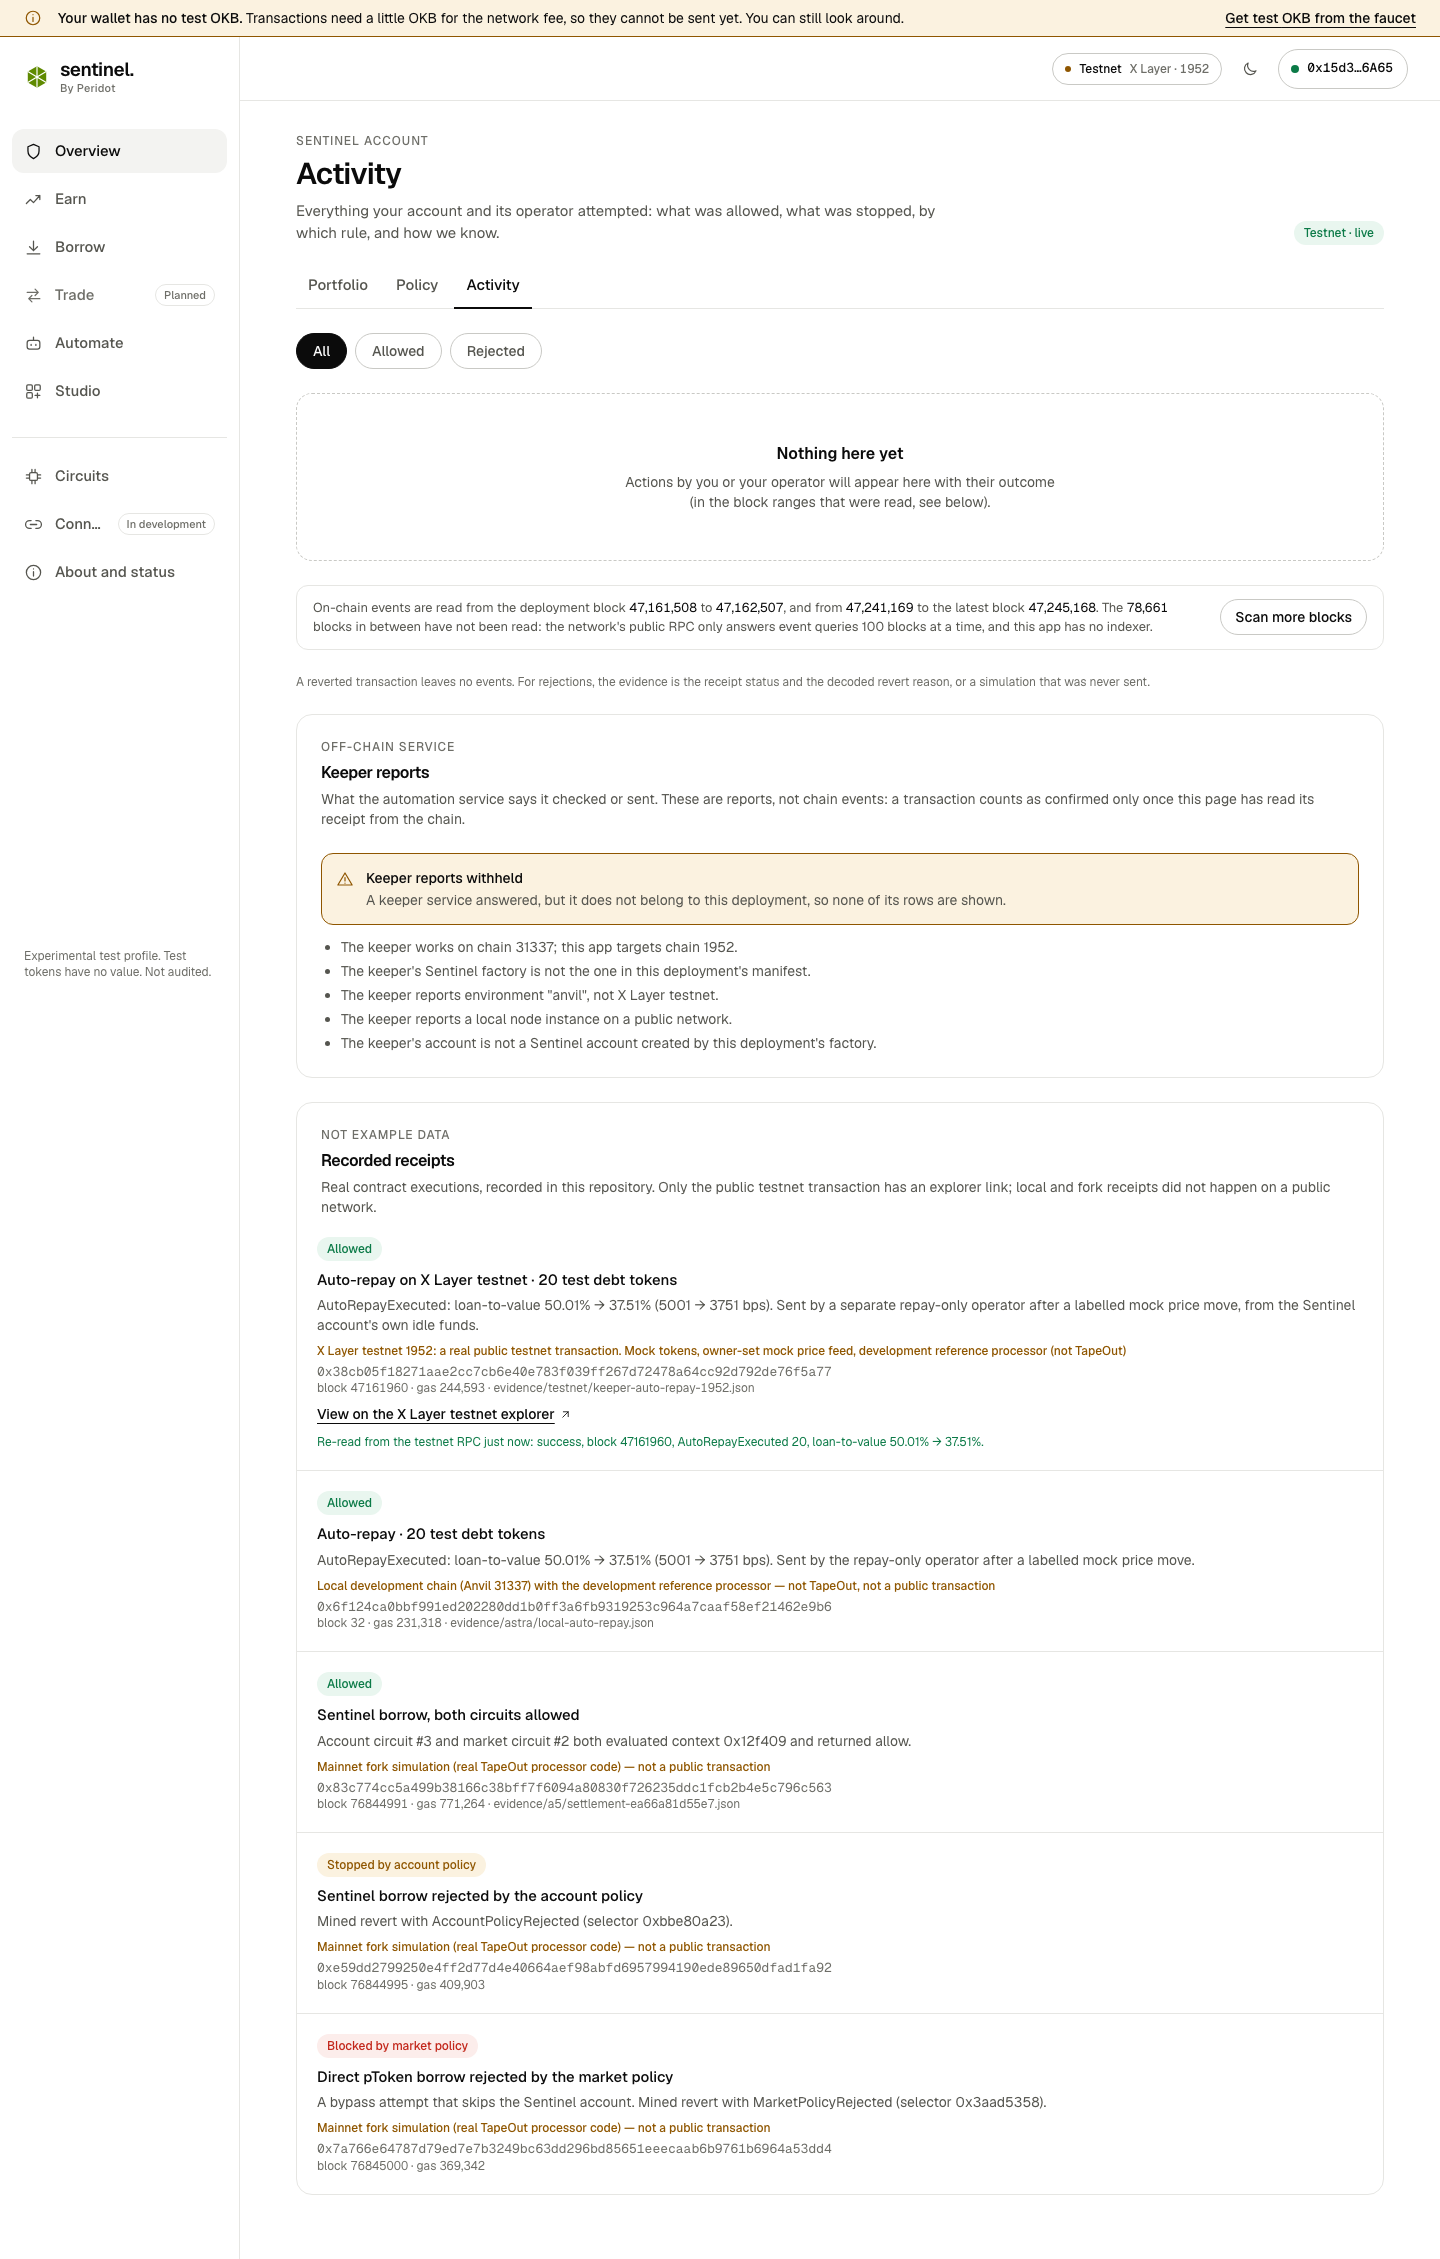 Your wallet has no test OKB. Transactions need a little OKB for the network fee, so they cannot be sent yet. You can still look around.
Get test OKB from the faucet
sentinel.
By Peridot
Testnet X Layer · 1952
0x15d3…6A65
Overview
Earn
Borrow
Trade
Planned
Automate
Studio
Circuits
Conn…
In development
About and status
Experimental test profile. Test
tokens have no value. Not audited.
SENTINEL ACCOUNT
Activity
Everything your account and its operator attempted: what was allowed, what was stopped, by
which rule, and how we know.
Testnet · live
Portfolio
Policy
Activity
All
Allowed
Rejected
Nothing here yet
Actions by you or your operator will appear here with their outcome
(in the block ranges that were read, see below).
On-chain events are read from the deployment block 47,161,508 to 47,162,507, and from 47,241,169 to the latest block 47,245,168. The 78,661
blocks in between have not been read: the network's public RPC only answers event queries 100 blocks at a time, and this app has no indexer.
Scan more blocks
A reverted transaction leaves no events. For rejections, the evidence is the receipt status and the decoded revert reason, or a simulation that was never sent.
OFF-CHAIN SERVICE
Keeper reports
What the automation service says it checked or sent. These are reports, not chain events: a transaction counts as confirmed only once this page has read its
receipt from the chain.
Keeper reports withheld
A keeper service answered, but it does not belong to this deployment, so none of its rows are shown.
• The keeper works on chain 31337; this app targets chain 1952.
• The keeper's Sentinel factory is not the one in this deployment's manifest.
• The keeper reports environment "anvil", not X Layer testnet.
• The keeper reports a local node instance on a public network.
• The keeper's account is not a Sentinel account created by this deployment's factory.
NOT EXAMPLE DATA
Recorded receipts
Real contract executions, recorded in this repository. Only the public testnet transaction has an explorer link; local and fork receipts did not happen on a public
network.
Allowed
Auto-repay on X Layer testnet · 20 test debt tokens
AutoRepayExecuted: loan-to-value 50.01% → 37.51% (5001 → 3751 bps). Sent by a separate repay-only operator after a labelled mock price move, from the Sentinel
account's own idle funds.
X Layer testnet 1952: a real public testnet transaction. Mock tokens, owner-set mock price feed, development reference processor (not TapeOut)
0x38cb05f18271aae2cc7cb6e40e783f039ff267d72478a64cc92d792de76f5a77
block 47161960 · gas 244,593 · evidence/testnet/keeper-auto-repay-1952.json
View on the X Layer testnet explorer ↗
Re-read from the testnet RPC just now: success, block 47161960, AutoRepayExecuted 20, loan-to-value 50.01% → 37.51%.
Allowed
Auto-repay · 20 test debt tokens
AutoRepayExecuted: loan-to-value 50.01% → 37.51% (5001 → 3751 bps). Sent by the repay-only operator after a labelled mock price move.
Local development chain (Anvil 31337) with the development reference processor — not TapeOut, not a public transaction
0x6f124ca0bbf991ed202280dd1b0ff3a6fb9319253c964a7caaf58ef21462e9b6
block 32 · gas 231,318 · evidence/astra/local-auto-repay.json
Allowed
Sentinel borrow, both circuits allowed
Account circuit #3 and market circuit #2 both evaluated context 0x12f409 and returned allow.
Mainnet fork simulation (real TapeOut processor code) — not a public transaction
0x83c774cc5a499b38166c38bff7f6094a80830f726235ddc1fcb2b4e5c796c563
block 76844991 · gas 771,264 · evidence/a5/settlement-ea66a81d55e7.json
Stopped by account policy
Sentinel borrow rejected by the account policy
Mined revert with AccountPolicyRejected (selector 0xbbe80a23).
Mainnet fork simulation (real TapeOut processor code) — not a public transaction
0xe59dd2799250e4ff2d77d4e40664aef98abfd6957994190ede89650dfad1fa92
block 76844995 · gas 409,903
Blocked by market policy
Direct pToken borrow rejected by the market policy
A bypass attempt that skips the Sentinel account. Mined revert with MarketPolicyRejected (selector 0x3aad5358).
Mainnet fork simulation (real TapeOut processor code) — not a public transaction
0x7a766e64787d79ed7e7b3249bc63dd296bd85651eeecaab6b9761b6964a53dd4
block 76845000 · gas 369,342